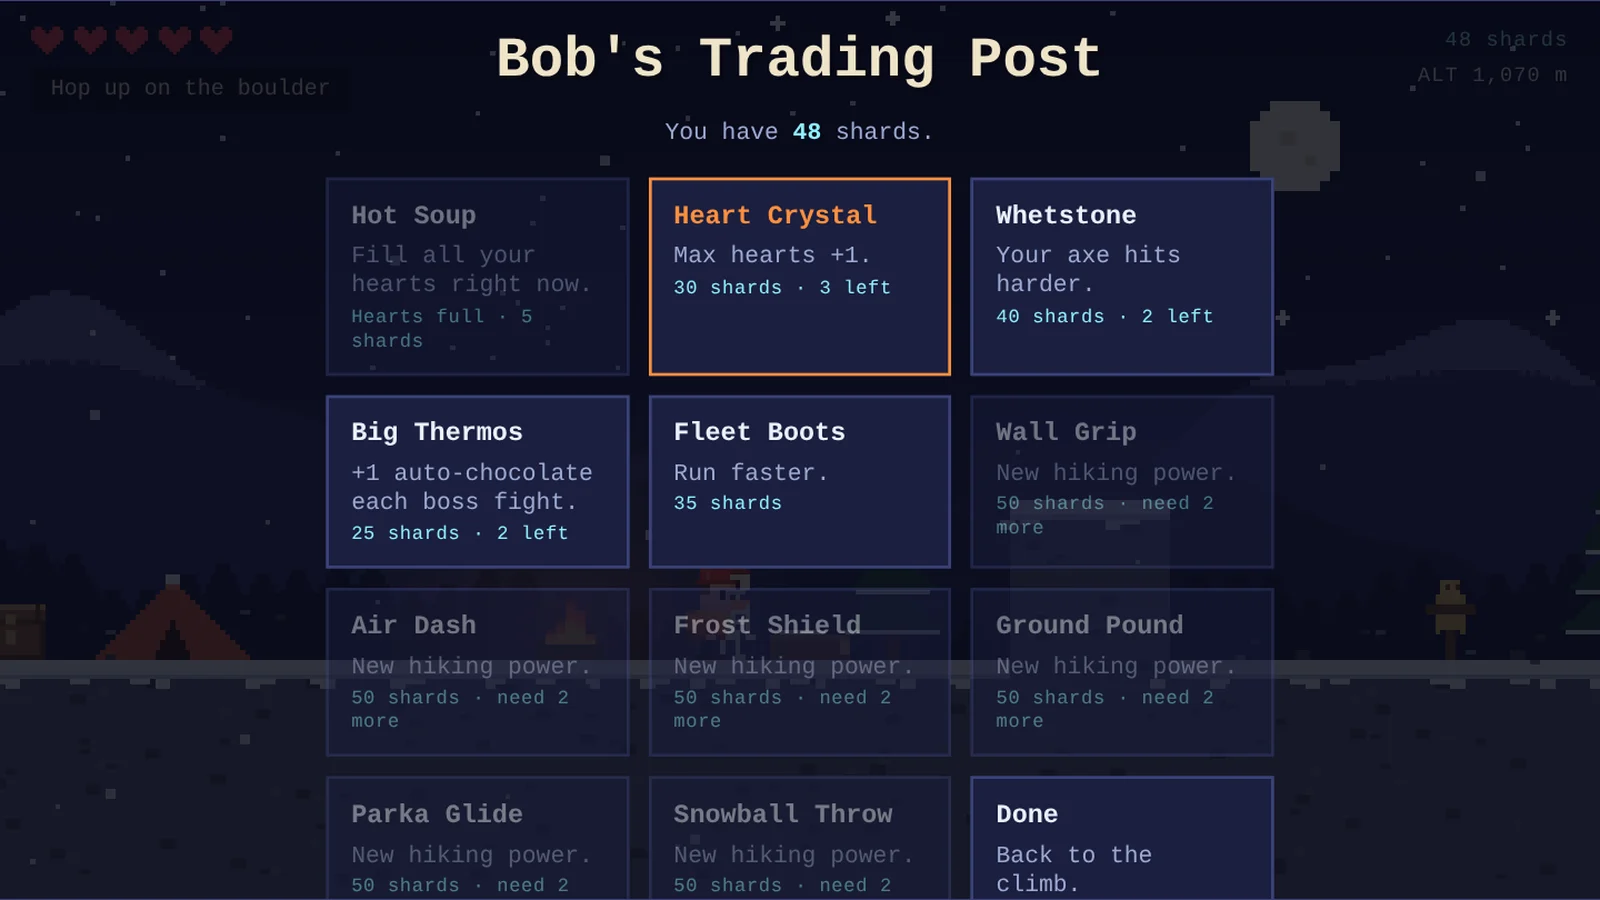 Bob's Trading Post
48 shards
ALT 1,070 m
Hop up on the boulder
You have 48 shards.
Hot Soup
Fill all your
hearts right now.
Hearts full · 5
shards
Heart Crystal
Max hearts +1.
30 shards · 3 left
Whetstone
Your axe hits
harder.
40 shards · 2 left
Big Thermos
+1 auto-chocolate
each boss fight.
25 shards · 2 left
Fleet Boots
Run faster.
35 shards
Wall Grip
New hiking power.
50 shards · need 2
more
Air Dash
New hiking power.
50 shards · need 2
more
Frost Shield
New hiking power.
50 shards · need 2
more
Ground Pound
New hiking power.
50 shards · need 2
more
Parka Glide
New hiking power.
50 shards · need 2
Snowball Throw
New hiking power.
50 shards · need 2
Done
Back to the
climb.